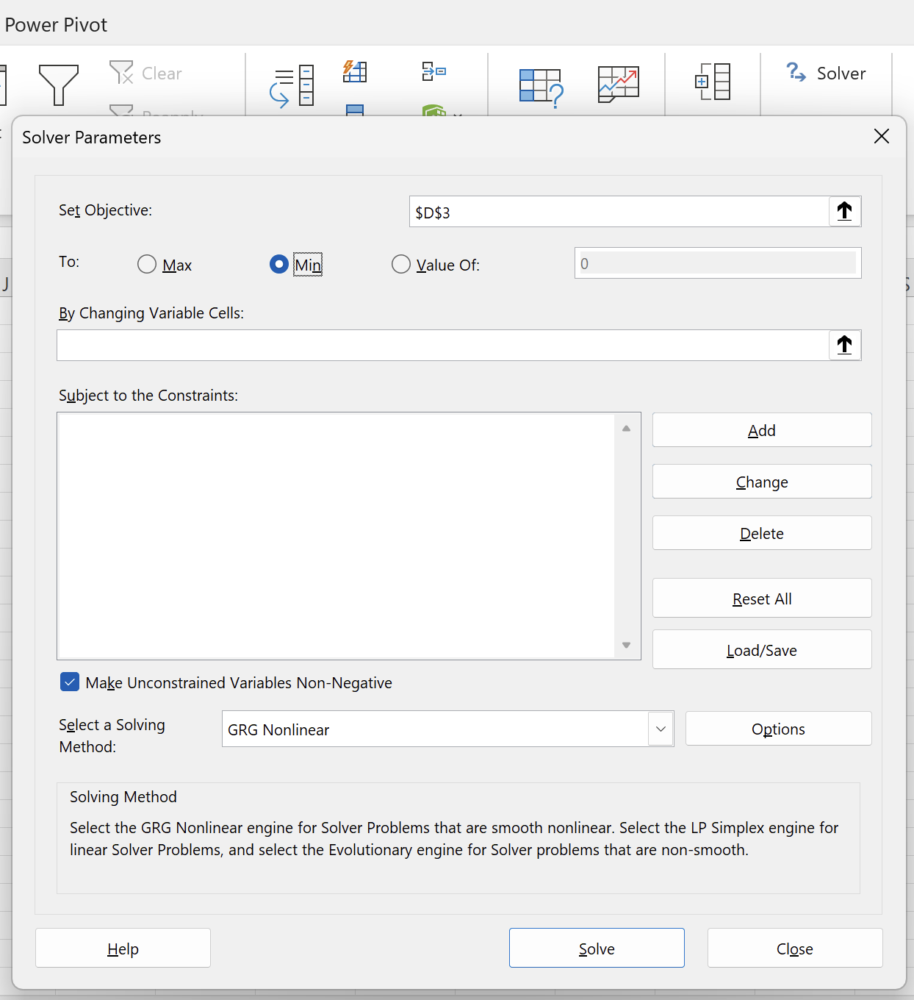 Power Pivot
Clear
Solver
Solver Parameters
Set Objective:
$D$3
To:
Max
Min
Value Of:
0
J
By Changing Variable Cells:
Subject to the Constraints:
Add
Change
Delete
Reset All
Load/Save
Make Unconstrained Variables Non-Negative
Select a Solving
Method:
GRG Nonlinear
Options
Solving Method
Select the GRG Nonlinear engine for Solver Problems that are smooth nonlinear. Select the LP Simplex engine for
linear Solver Problems, and select the Evolutionary engine for Solver problems that are non-smooth.
Help
Solve
Close